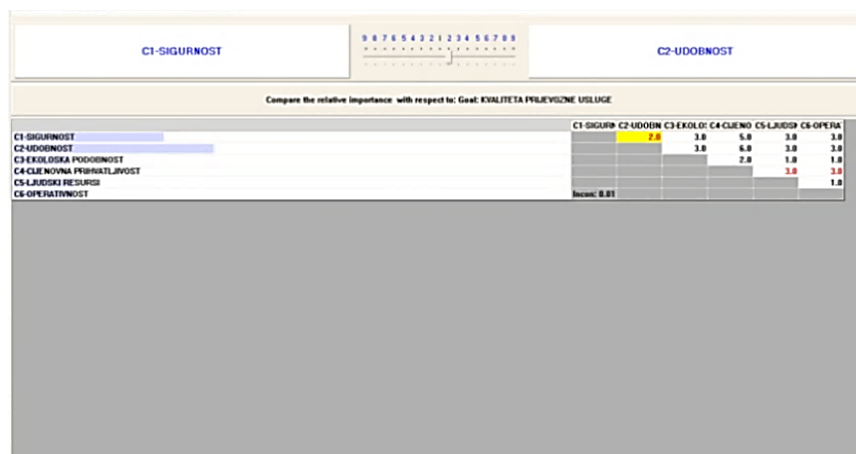 C1-SIGURNOST
9 8 7 6 5 4 3 2 1 2 3 4 5 6 7 8 9
C2-UDOBNOST
Compare the relative importance with respect to: Goal: KVALITETA PRIJEVOZNE USLUGE
C1-SIGURN C2-UDOBN C3-EKOLO: C4-CIJENO C5-LJUDSK C6-OPERAT
C1-SIGURNOST 2.0 3.0 5.0 3.0 3.0
C2-UDOBNOST 3.0 6.0 3.0 3.0
C3-EKOLOSKA PODOBNOST 2.0 1.0 1.0
C4-CIJENOVNA PRIHVATLJIVOST 3.0 3.0
C5-LJUDSKI RESURSI 1.0
C6-OPERATIVNOST Incon: 0.01